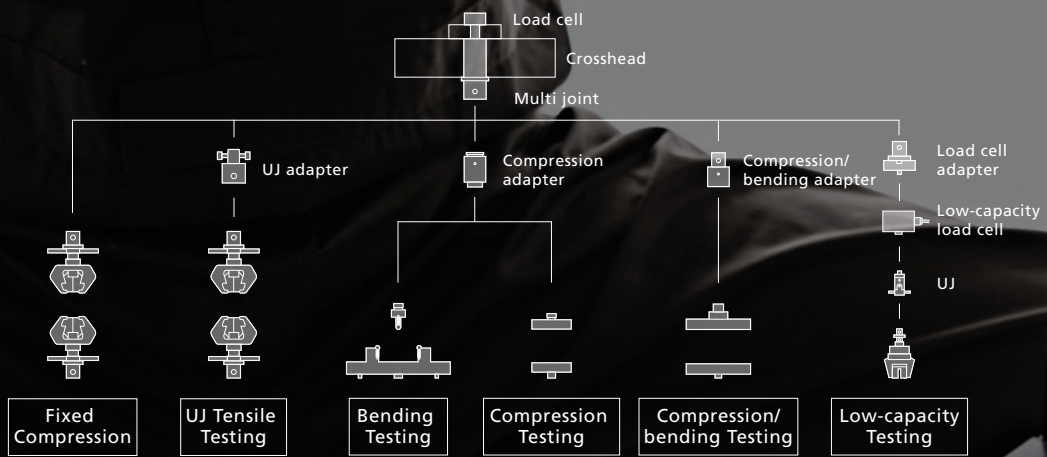 Load cell
Crosshead
Multi joint
UJ adapter
Compression
adapter
Compression/
bending adapter
Load cell
adapter
Low-capacity
load cell
UJ
Fixed
Compression
UJ Tensile
Testing
Bending
Testing
Compression
Testing
Compression/
bending Testing
Low-capacity
Testing